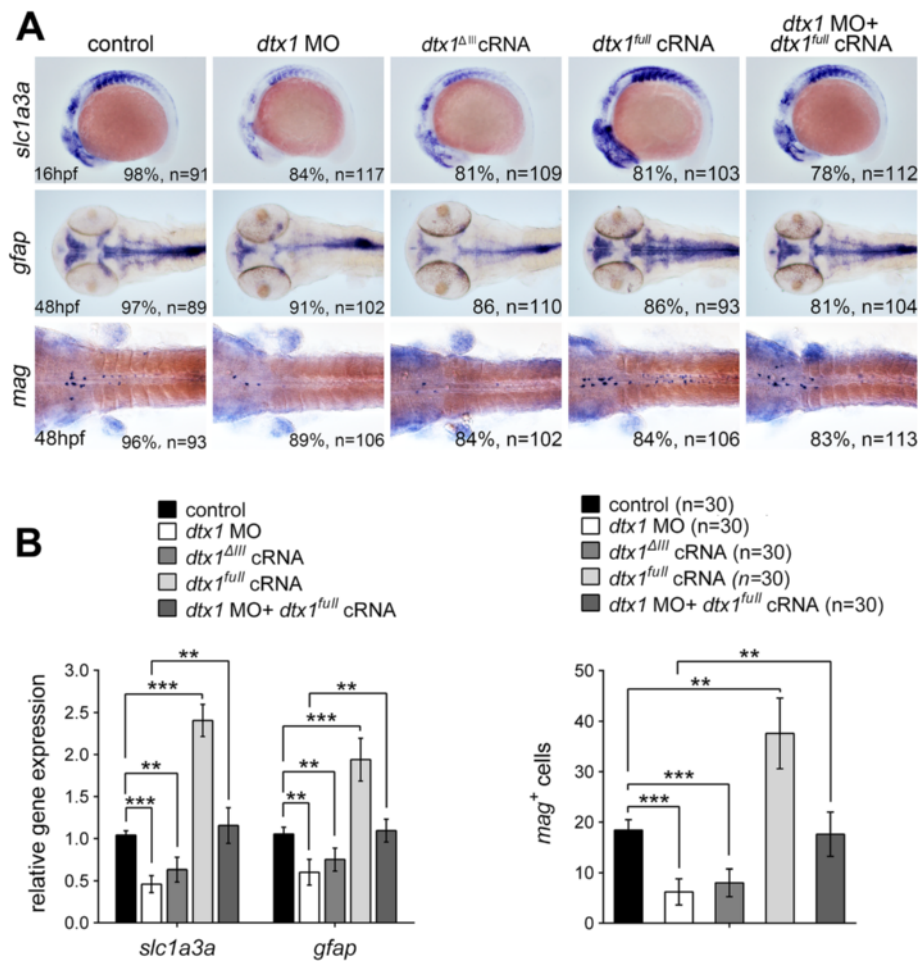 A
control
dtx1 MO
dtx1ΔIII cRNA
dtx1full cRNA
dtx1 MO+
dtx1full cRNA
slc1a3a
16hpf 98%, n=91
84%, n=117
81%, n=109
81%, n=103
78%, n=112
gfap
48hpf 97%, n=89
91%, n=102
86, n=110
86%, n=93
81%, n=104
mag
48hpf 96%, n=93
89%, n=106
84%, n=102
84%, n=106
83%, n=113
B
control
dtx1 MO
dtx1ΔIII cRNA
dtx1full cRNA
dtx1 MO+ dtx1full cRNA
relative gene expression
3.0
2.5
2.0
1.5
1.0
0.5
0.0
**
***
**
***
**
***
**
**
slc1a3a
gfap
control (n=30)
dtx1 MO (n=30)
dtx1ΔIII cRNA (n=30)
dtx1full cRNA (n=30)
dtx1 MO+ dtx1full cRNA (n=30)
mag+ cells
50
40
30
20
10
0
**
**
***
***